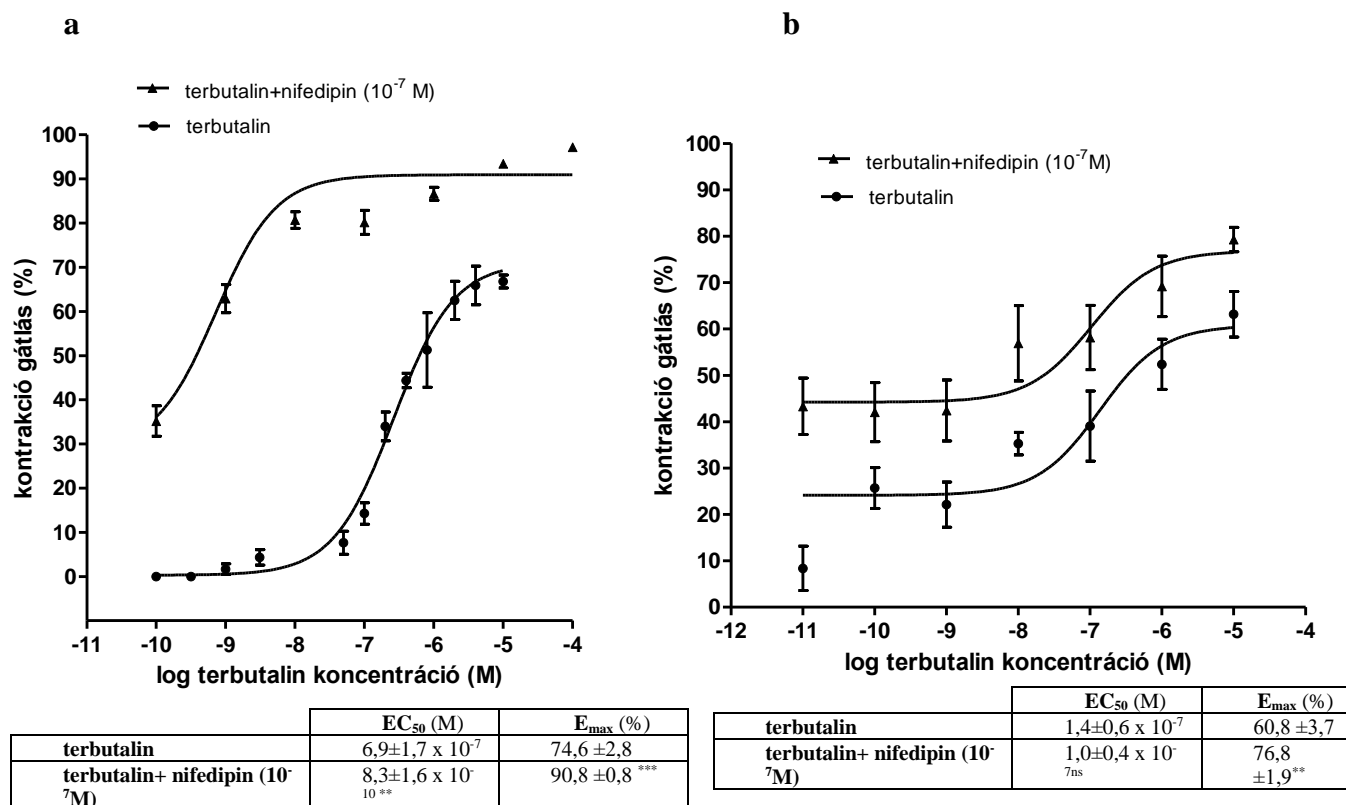 a
terbutalin+nifedipin (10-7 M)
terbutalin
100
90
80
70
60
50
40
30
20
10
0
kontrakció gátlás (%)
-11 -10 -9 -8 -7 -6 -5 -4
log terbutalin koncentráció (M)
EC50 (M) Emax (%)
terbutalin 6,9±1,7 x 10-7 74,6 ±2,8
terbutalin+ nifedipin (10- 8,3±1,6 x 10- 90,8 ±0,8 ***
7M) 10 **
b
terbutalin+nifedipin (10-7M)
terbutalin
100
90
80
70
60
50
40
30
20
10
0
kontrakció gátlás (%)
-12 -11 -10 -9 -8 -7 -6 -5 -4
log terbutalin koncentráció (M)
EC50 (M) Emax (%)
terbutalin 1,4±0,6 x 10-7 60,8 ±3,7
terbutalin+ nifedipin (10- 1,0±0,4 x 10- 76,8
7M) 7ns ±1,9**